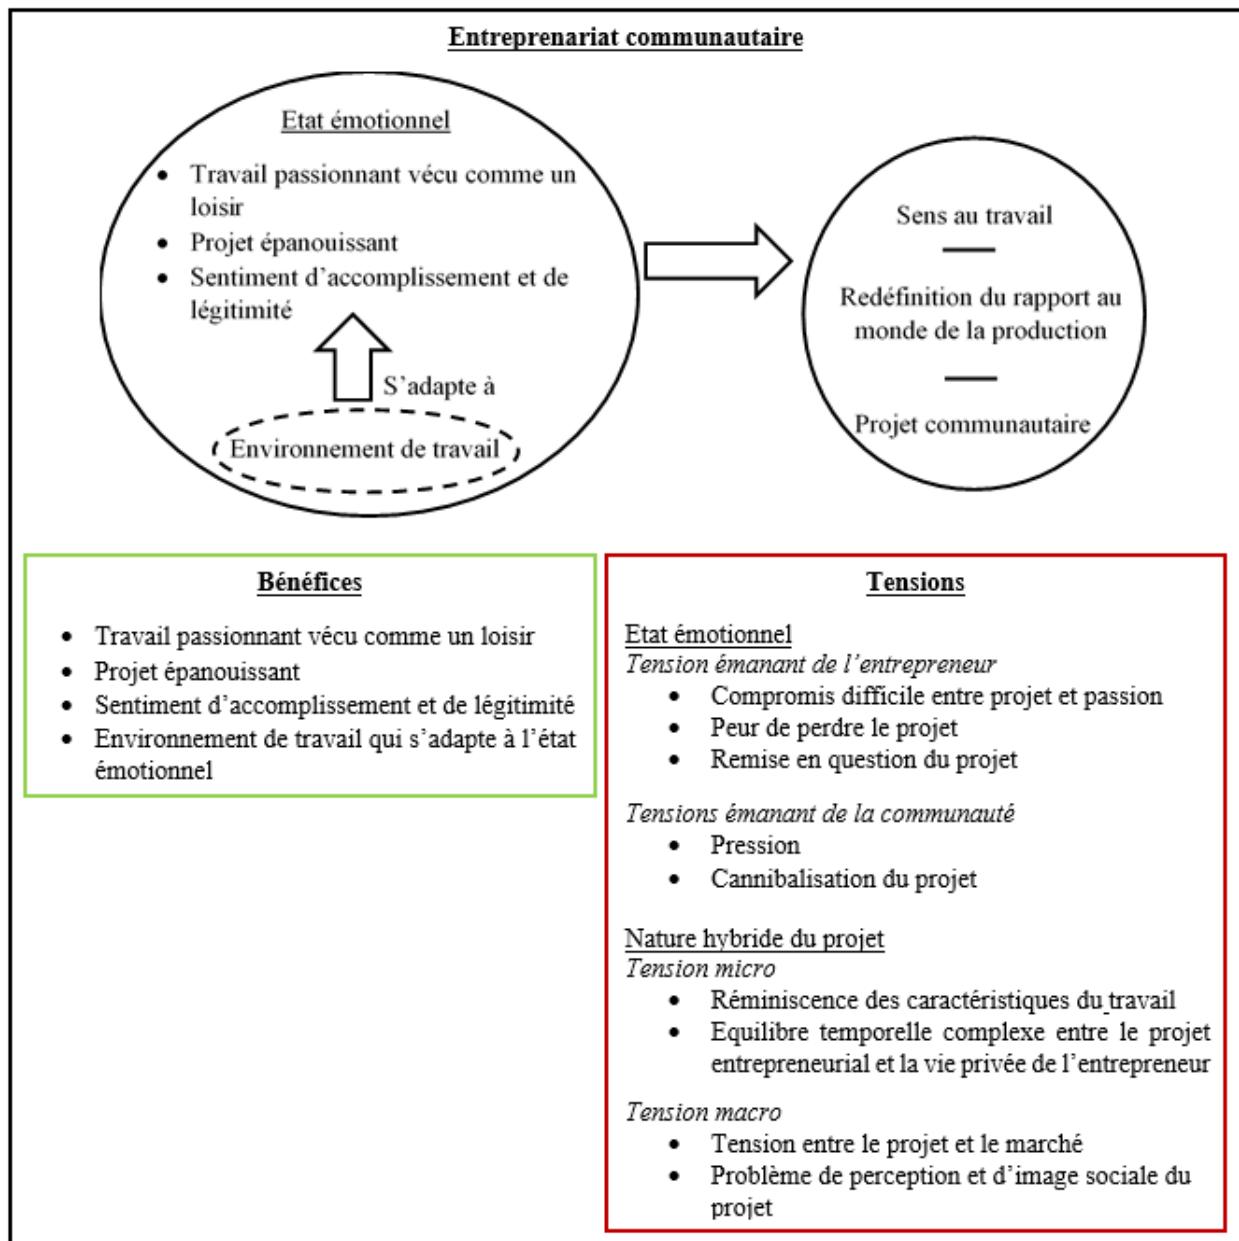 Entreprenariat communautaire
Etat émotionnel
• Travail passionnant vécu comme un
loisir
• Projet épanouissant
• Sentiment d’accomplissement et de
légitimité
S’adapte à
Environnement de travail
Sens au travail
Redéfinition du rapport au
monde de la production
Projet communautaire
Bénéfices
• Travail passionnant vécu comme un loisir
• Projet épanouissant
• Sentiment d’accomplissement et de légitimité
• Environnement de travail qui s’adapte à l’état
émotionnel
Tensions
Etat émotionnel
Tension émanant de l’entrepreneur
• Compromis difficile entre projet et passion
• Peur de perdre le projet
• Remise en question du projet
Tensions émanant de la communauté
• Pression
• Cannibalisation du projet
Nature hybride du projet
Tension micro
• Réminiscence des caractéristiques du travail
• Equilibre temporelle complexe entre le projet
entrepreneurial et la vie privée de l’entrepreneur
Tension macro
• Tension entre le projet et le marché
• Problème de perception et d’image sociale du
projet